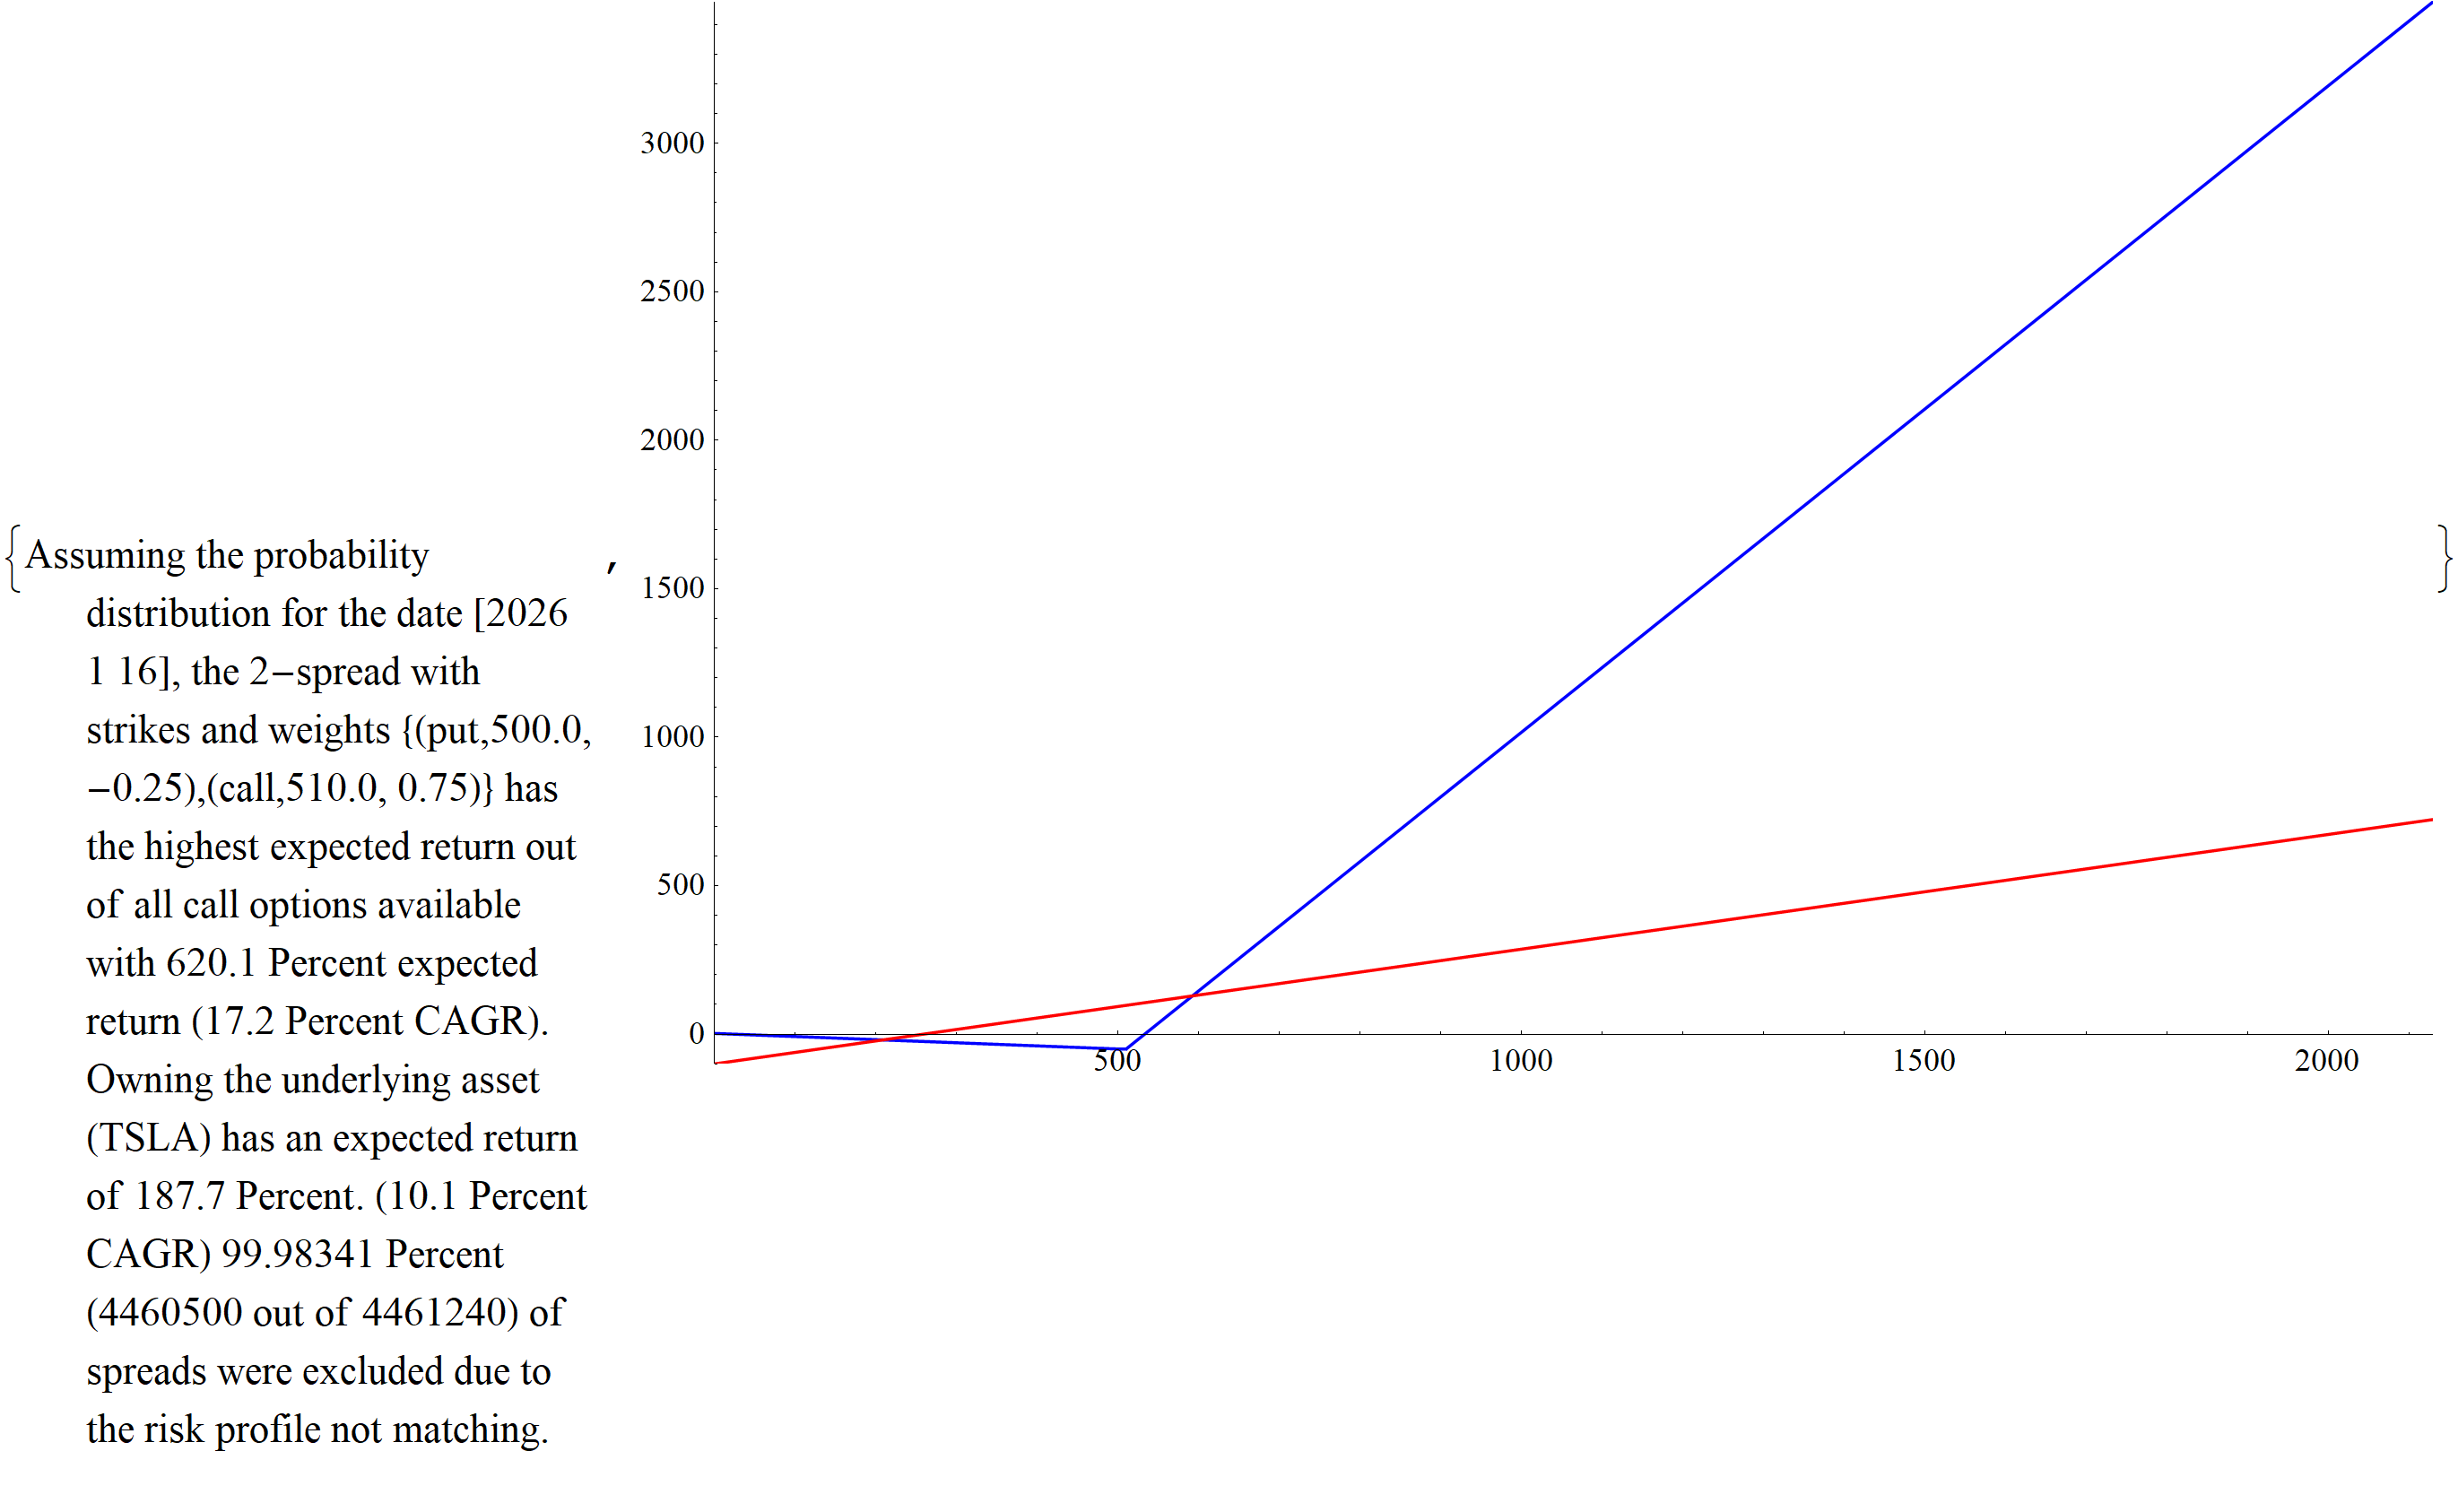 {Assuming the probability ,
distribution for the date [2026
1 16], the 2−spread with
strikes and weights {(put,500.0,
−0.25),(call,510.0, 0.75)} has
the highest expected return out
of all call options available
with 620.1 Percent expected
return (17.2 Percent CAGR).
Owning the underlying asset
(TSLA) has an expected return
of 187.7 Percent. (10.1 Percent
CAGR) 99.98341 Percent
(4460500 out of 4461240) of
spreads were excluded due to
the risk profile not matching.
3000
2500
2000
1500
1000
500
0
500 1000 1500 2000
}